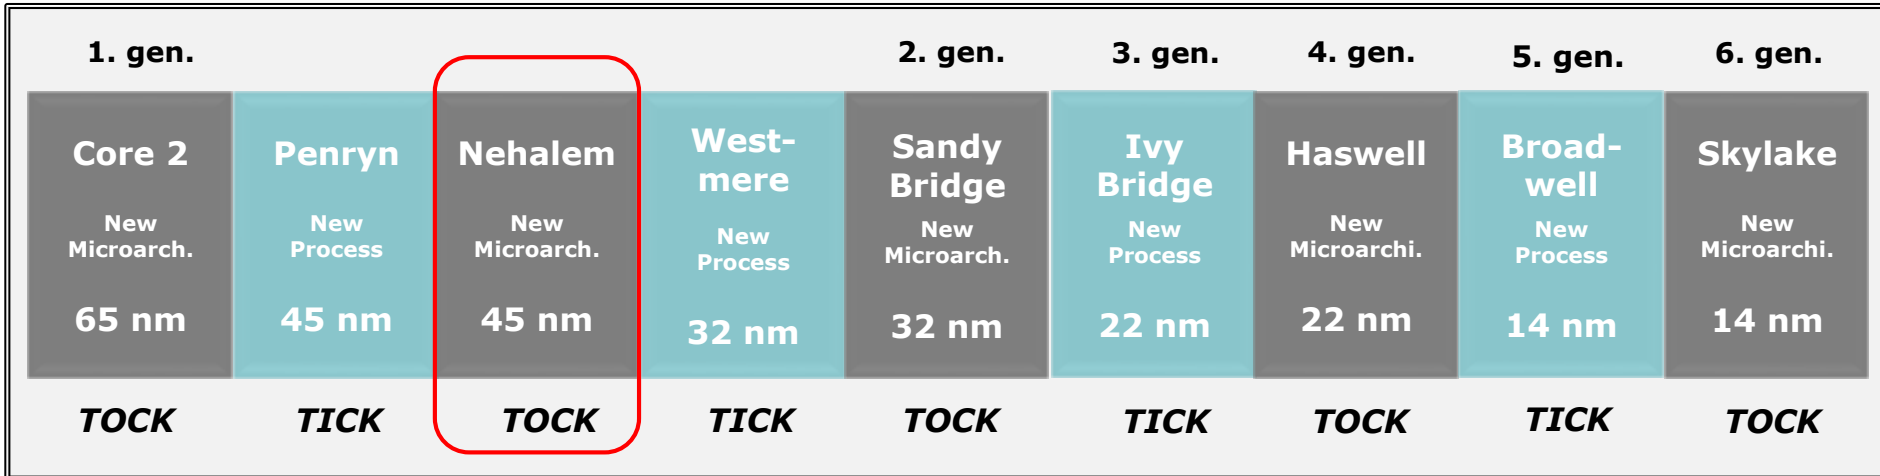 1. gen.
2. gen.
3. gen.
4. gen.
5. gen.
6. gen.
Core 2
New
Microarch.
65 nm
TOCK
Penryn
New
Process
45 nm
TICK
Nehalem
New
Microarch.
45 nm
TOCK
West-
mere
New
Process
32 nm
TICK
Sandy
Bridge
New
Microarch.
32 nm
TOCK
Ivy
Bridge
New
Process
22 nm
TICK
Haswell
New
Microarchi.
22 nm
TOCK
Broad-
well
New
Process
14 nm
TICK
Skylake
New
Microarchi.
14 nm
TOCK